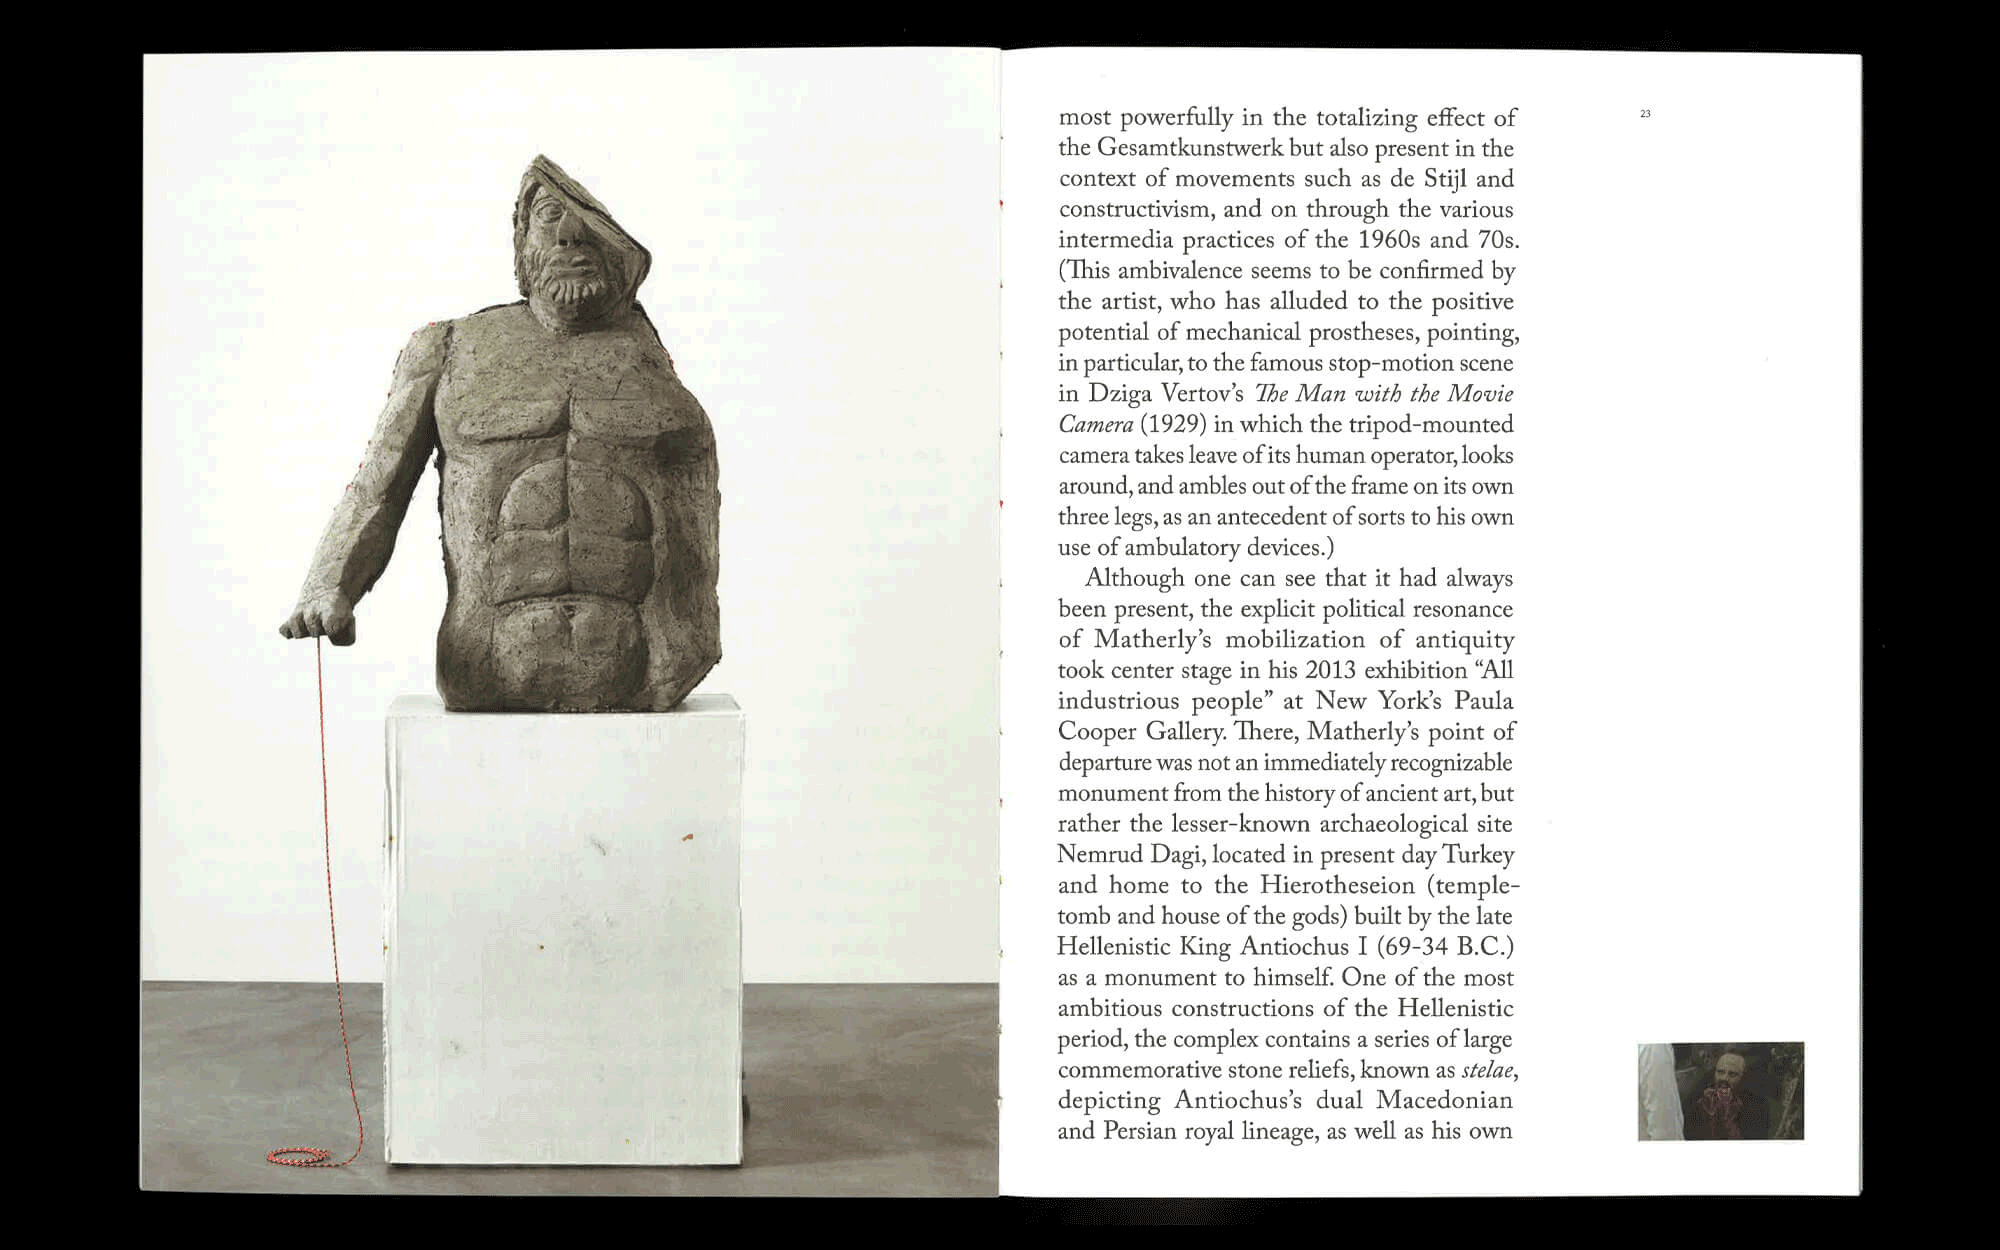 23
most powerfully in the totalizing effect of
the Gesamtkunstwerk but also present in the
context of movements such as de Stijl and
constructivism, and on through the various
intermedia practices of the 1960s and 70s.
(This ambivalence seems to be confirmed by
the artist, who has alluded to the positive
potential of mechanical prostheses, pointing,
in particular, to the famous stop-motion scene
in Dziga Vertov’s The Man with the Movie
Camera (1929) in which the tripod-mounted
camera takes leave of its human operator, looks
around, and ambles out of the frame on its own
three legs, as an antecedent of sorts to his own
use of ambulatory devices.)
Although one can see that it had always
been present, the explicit political resonance
of Matherly’s mobilization of antiquity
took center stage in his 2013 exhibition “All
industrious people” at New York’s Paula
Cooper Gallery. There, Matherly’s point of
departure was not an immediately recognizable
monument from the history of ancient art, but
rather the lesser-known archaeological site
Nemrud Dagi, located in present day Turkey
and home to the Hierotheseion (temple-
tomb and house of the gods) built by the late
Hellenistic King Antiochus I (69-34 B.C.)
as a monument to himself. One of the most
ambitious constructions of the Hellenistic
period, the complex contains a series of large
commemorative stone reliefs, known as stelae,
depicting Antiochus’s dual Macedonian
and Persian royal lineage, as well as his own